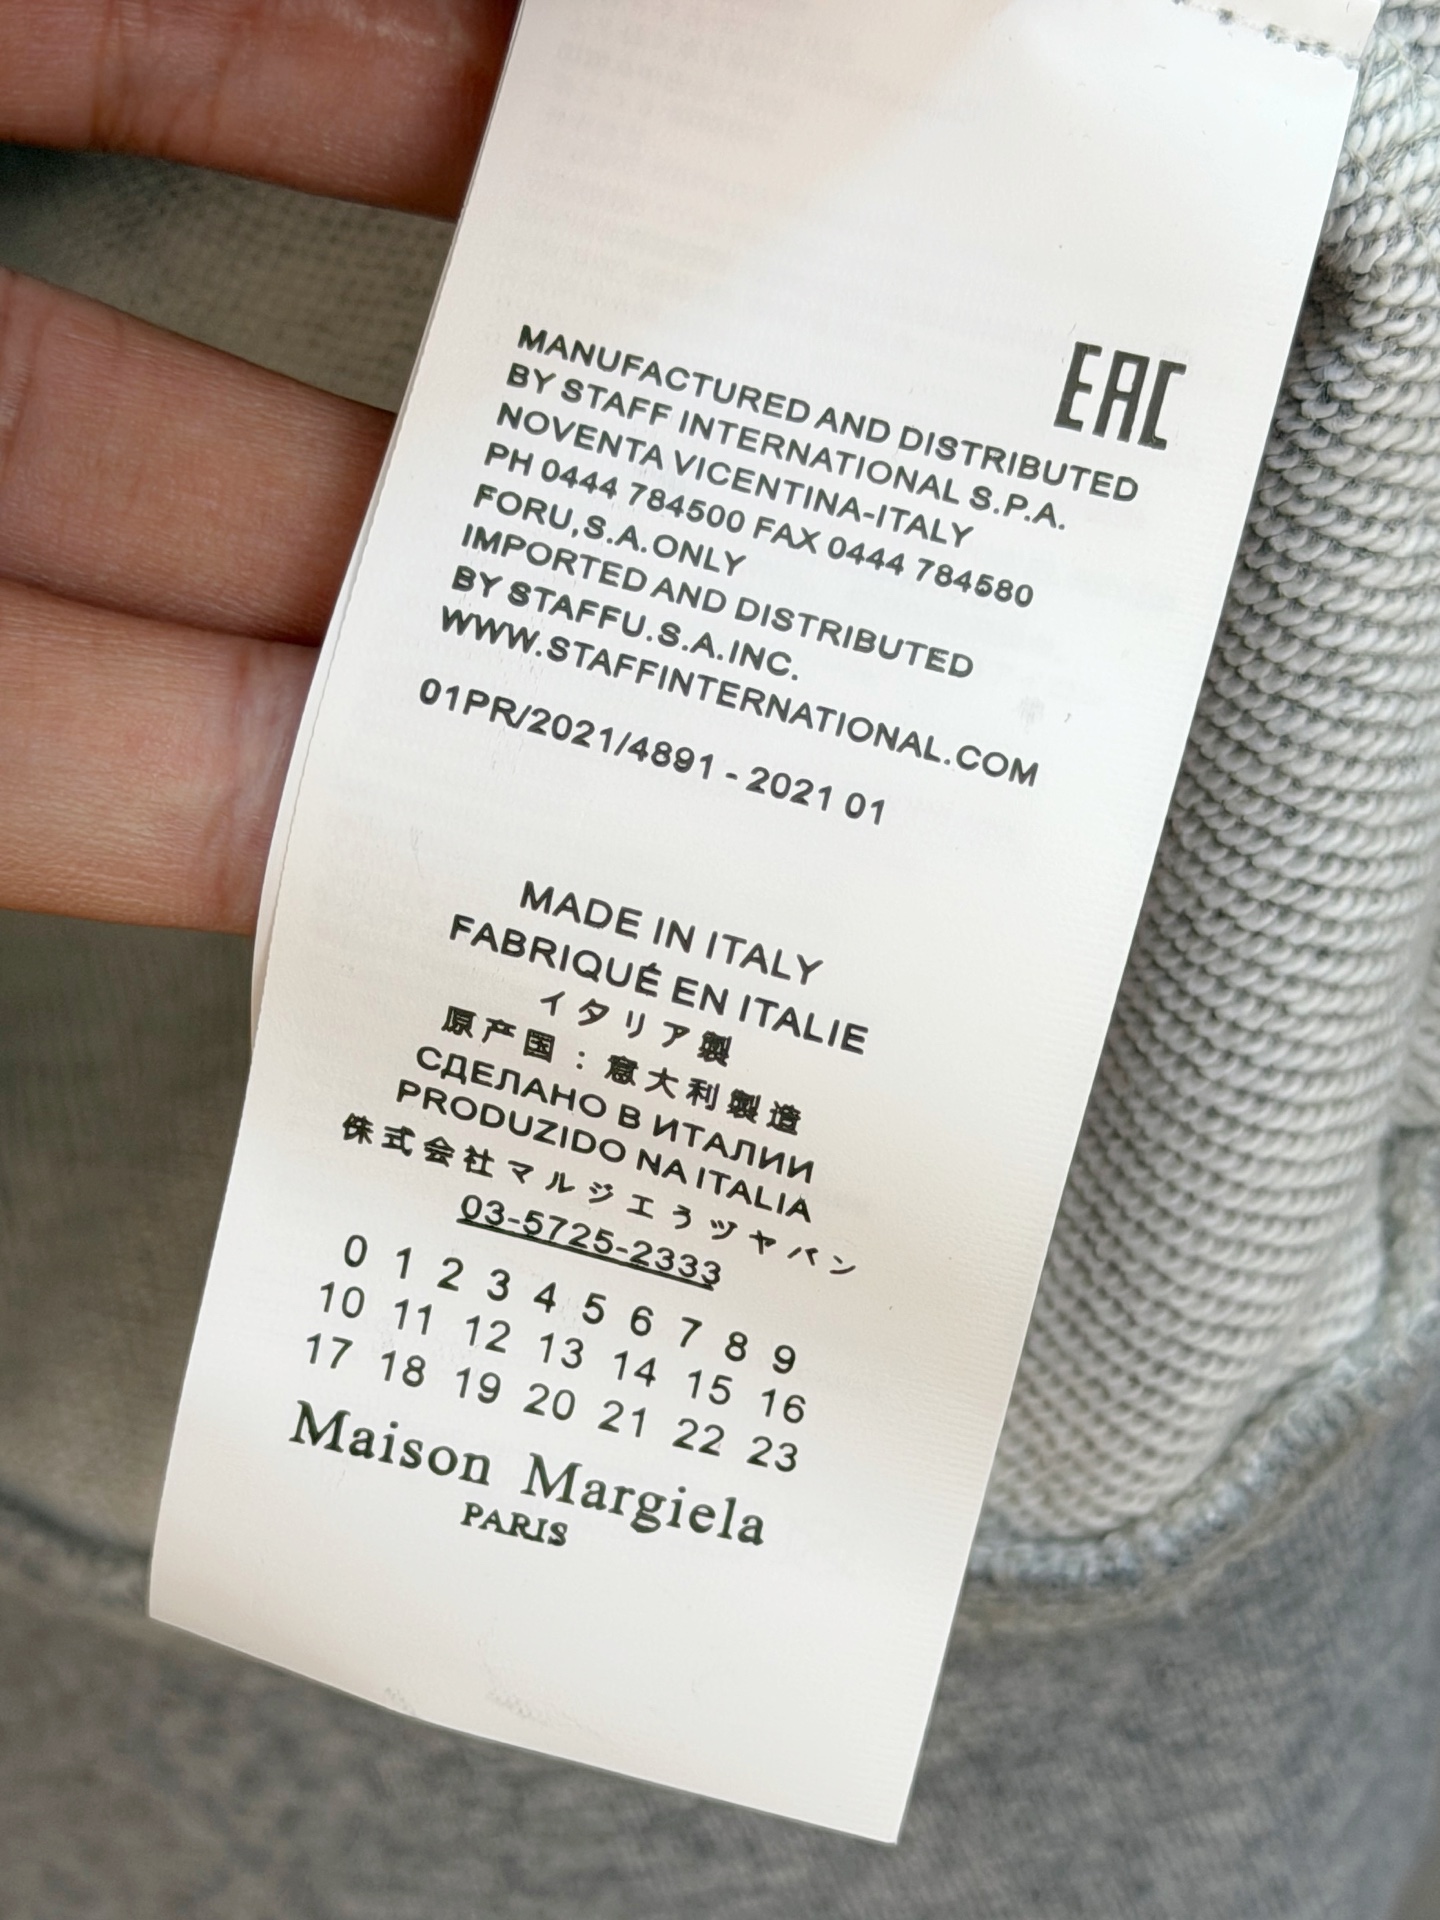 EAC
MANUFACTURED AND DISTRIBUTED
BY STAFF INTERNATIONAL S.P.A.
NOVENTA VICENTINA-ITALY
PH 0444 784500 FAX 0444 784580
FORU,S.A.ONLY
IMPORTED AND DISTRIBUTED
BY STAFFU.S.A.INC.
WWW.STAFFINTERNATIONAL.COM
01PR/2021/4891 - 2021 01
MADE IN ITALY
FABRIQUÉ EN ITALIE
イタリア製
原产国:意大利製造
СДЕЛАНО В ИТАЛИИ
PRODUZIDO NA ITALIA
侏式会社マルジエぅヅヤパン
03-5725-2333
0 1 2 3 4 5 6 7 8 9
10 11 12 13 14 15 16
17 18 19 20 21 22 23
Maison Margiela
PARIS